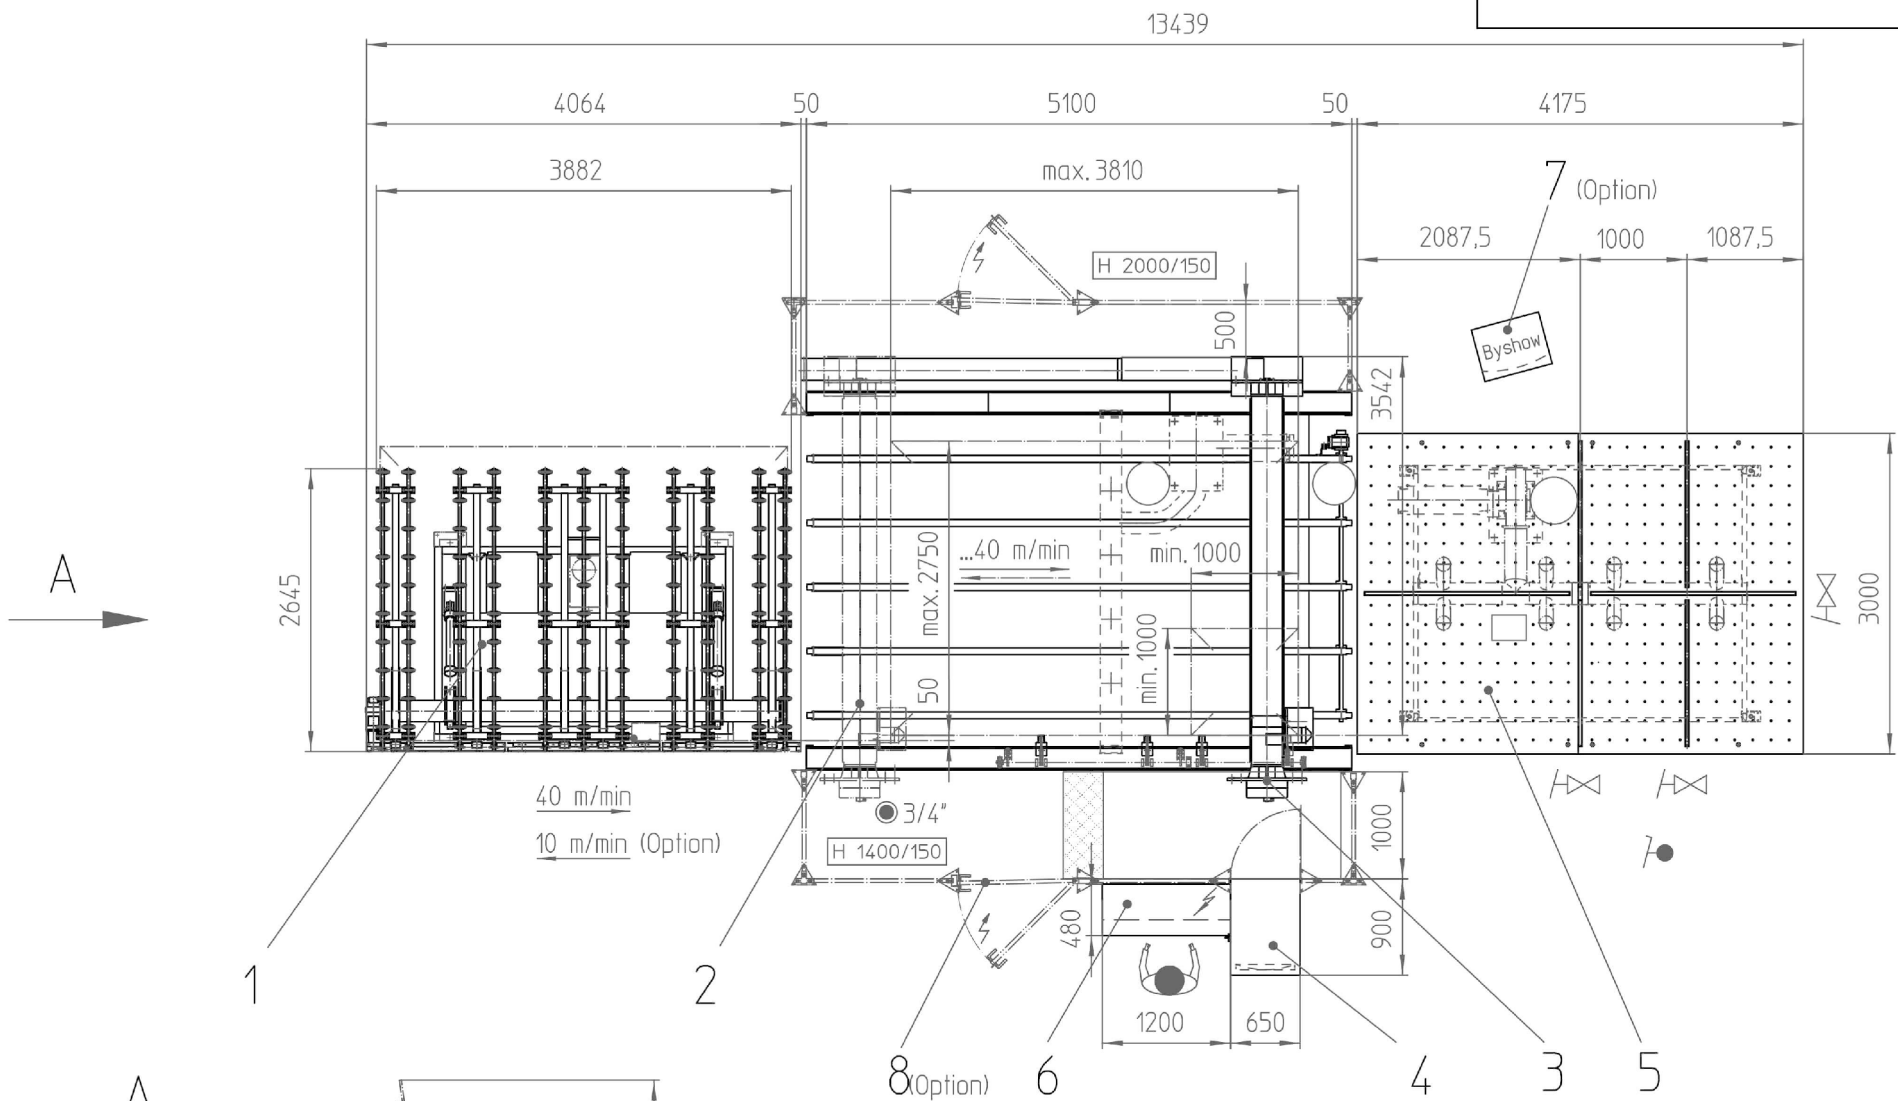 13439
4064 50 5100 50 4175
3882 max. 3810 7 (Option)
2087,5 1000 1087,5
H 2000/150
500
Byshow
3542
...40 m/min
min. 1000
max. 2750
A
2645
min. 1000
50
3000
40 m/min
3/4"
10 m/min (Option)
H 1400/150
1000
480
900
1 2
1200 650
8(Option) 6 4 3 5
A